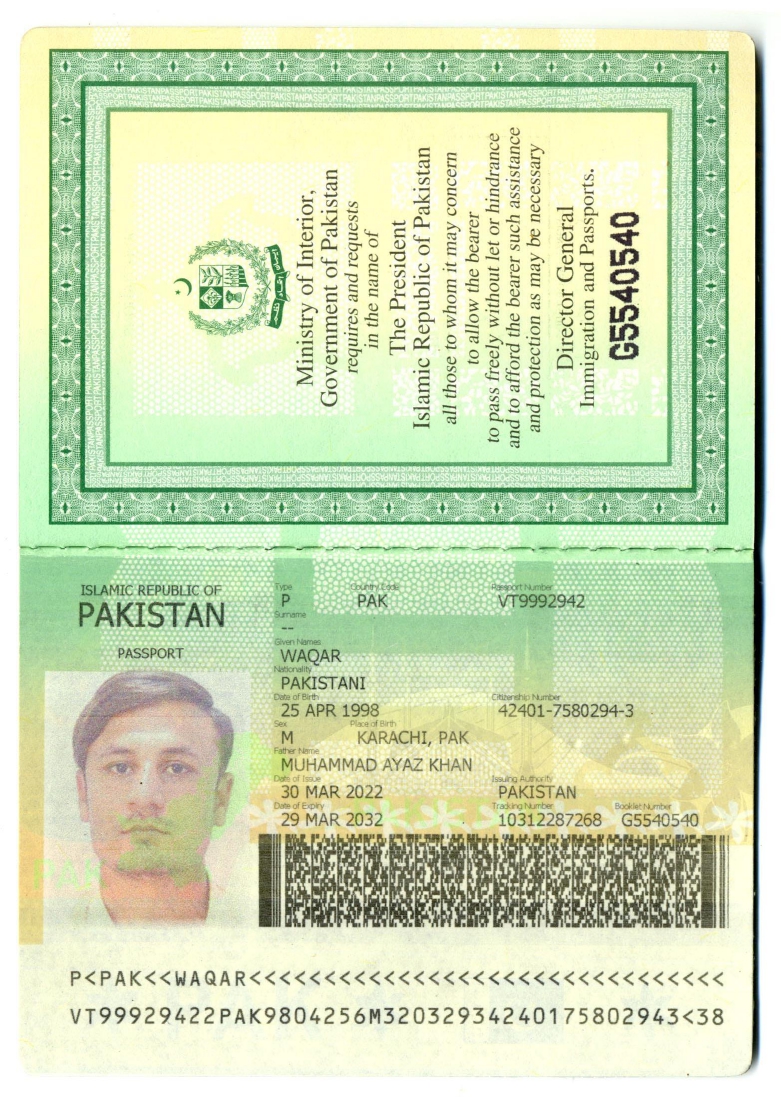 Ministry of Interior,
Government of Pakistan
requires and requests
in the name of
The President
Islamic Republic of Pakistan
all those to whom it may concern
to allow the bearer
to pass freely without let or hindrance
and to afford the bearer such assistance
and protection as may be necessary
Director General
Immigration and Passports.
G5540540
ISLAMIC REPUBLIC OF
PAKISTAN
PASSPORT
Type Country Code Passport Number
P PAK VT9992942
Surname
--
Given Names
WAQAR
Nationality
PAKISTANI
Date of Birth Citizenship Number
25 APR 1998 42401-7580294-3
Sex Place of Birth
M KARACHI, PAK
Father Name
MUHAMMAD AYAZ KHAN
Date of Issue Issuing Authority
30 MAR 2022 PAKISTAN
Date of Expiry Tracking Number Booklet Number
29 MAR 2032 10312287268 G5540540
PAK
P<PAK<<WAQAR<<<<<<<<<<<<<<<<<<<<<<<<<<<<<<<<
VT99929422PAK9804256M32032934240175802943<38